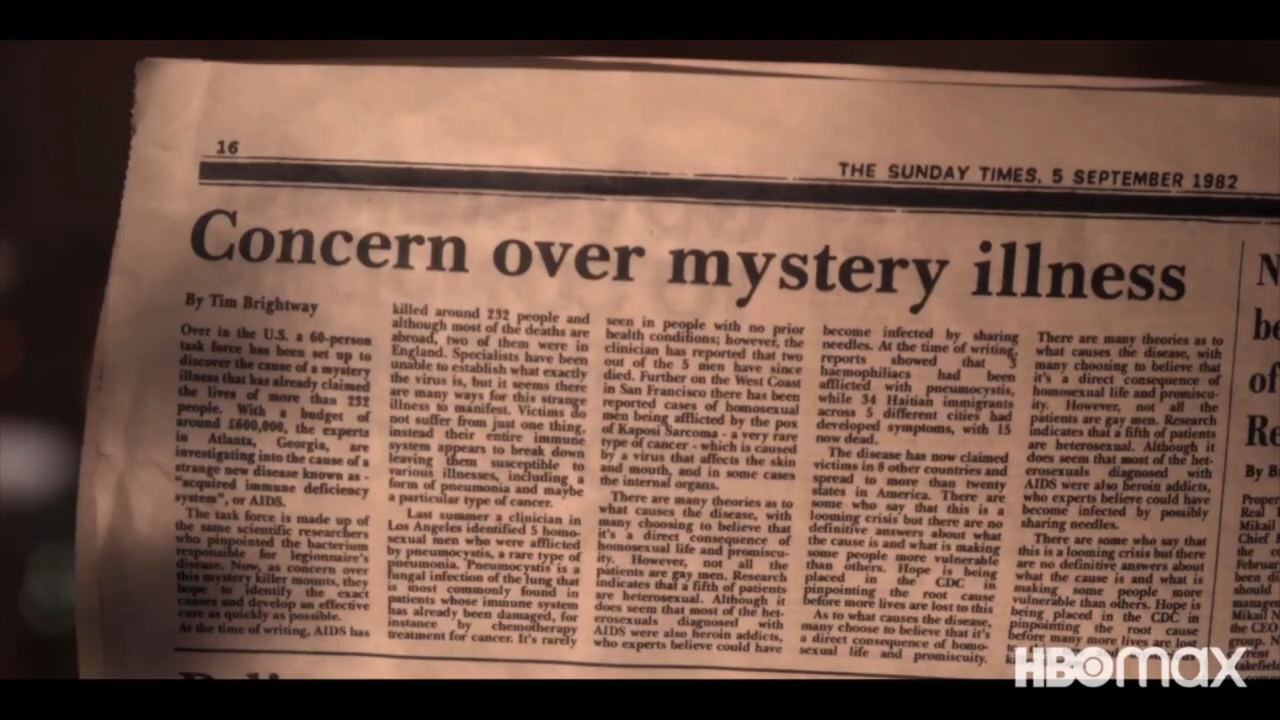 16
THE SUNDAY TIMES, 5 SEPTEMBER 1982
Concern over mystery illness
By Tim Brightway
Over in the U.S. a 60-person
task force has been set up to
discover the cause of a mystery
illness that has already claimed
the lives of more than 232
people. With a budget of
around £600,000, the experts
in Atlanta, Georgia, are
investigating into the cause of a
strange new disease known as -
"acquired immune deficiency
system", or AIDS.
The task force is made up of
the same scientific researchers
who pinpointed the bacterium
responsible for legionnaire's
disease. Now, as concern over
this mystery killer mounts, they
hope to identify the exact
causes and develop an effective
cure as quickly as possible.
At the time of writing, AIDS has
killed around 232 people and
although most of the deaths are
abroad, two of them were in
England. Specialists have been
unable to establish what exactly
the virus is, but it seems there
are many ways for this strange
illness to manifest. Victims do
not suffer from just one thing,
instead their entire immune
system appears to break down
leaving them susceptible to
various illnesses, including a
form of pneumonia and maybe
a particular type of cancer.
Last summer a clinician in
Los Angeles identified 5 homo-
sexual men who were afflicted
by pneumocystis, a rare type of
pneumonia. Pneumocystis is a
fungal infection of the lung that
is most commonly found in
patients whose immune system
has already been damaged, for
instance by chemotherapy
treatment for cancer. It's rarely
seen in people with no prior
health conditions; however, the
clinician has reported that two
out of the 5 men have since
died. Further on the West Coast
in San Francisco there has been
reported cases of homosexual
men being afflicted by the pox
of Kaposi Sarcoma - a very rare
type of cancer - which is caused
by a virus that affects the skin
and mouth, and in some cases
the internal organs.
There are many theories as to
what causes the disease, with
many choosing to believe that
it's a direct consequence of
homosexual life and promiscu-
ity. However, not all the
patients are gay men. Research
indicates that a fifth of patients
are heterosexual. Although it
does seem that most of the het-
erosexuals diagnosed with
AIDS were also heroin addicts,
who experts believe could have
become infected by sharing
needles. At the time of writing,
reports showed that 3
haemophiliacs had been
afflicted with pneumocystis,
while 34 Haitian immigrants
across 5 different cities had
developed symptoms, with 15
now dead.
The disease has now claimed
victims in 8 other countries and
spread to more than twenty
states in America. There are
some who say that this is a
looming crisis but there are no
definitive answers about what
the cause is and what is making
some people more vulnerable
than others. Hope is being
placed in the CDC in
pinpointing the root cause
before more lives are lost to this
As to what causes the disease,
many choose to believe that it's
a direct consequence of homo-
sexual life and promiscuity.
There are many theories as to
what causes the disease, with
many choosing to believe that
it's a direct consequence of
homosexual life and promiscu-
ity. However, not all the
patients are gay men. Research
indicates that a fifth of patients
are heterosexual. Although it
does seem that most of the het-
erosexuals diagnosed with
AIDS were also heroin addicts,
who experts believe could have
become infected by possibly
sharing needles.
There are some who say that
this is a looming crisis but there
are no definitive answers about
what the cause is and what is
making some people more
vulnerable than others. Hope is
being placed in the CDC in
pinpointing the root cause
before many more lives are lost
of
By
Real
Mikail
Chief
the
been
should
Mikail
the CEO
group.
HBOmax